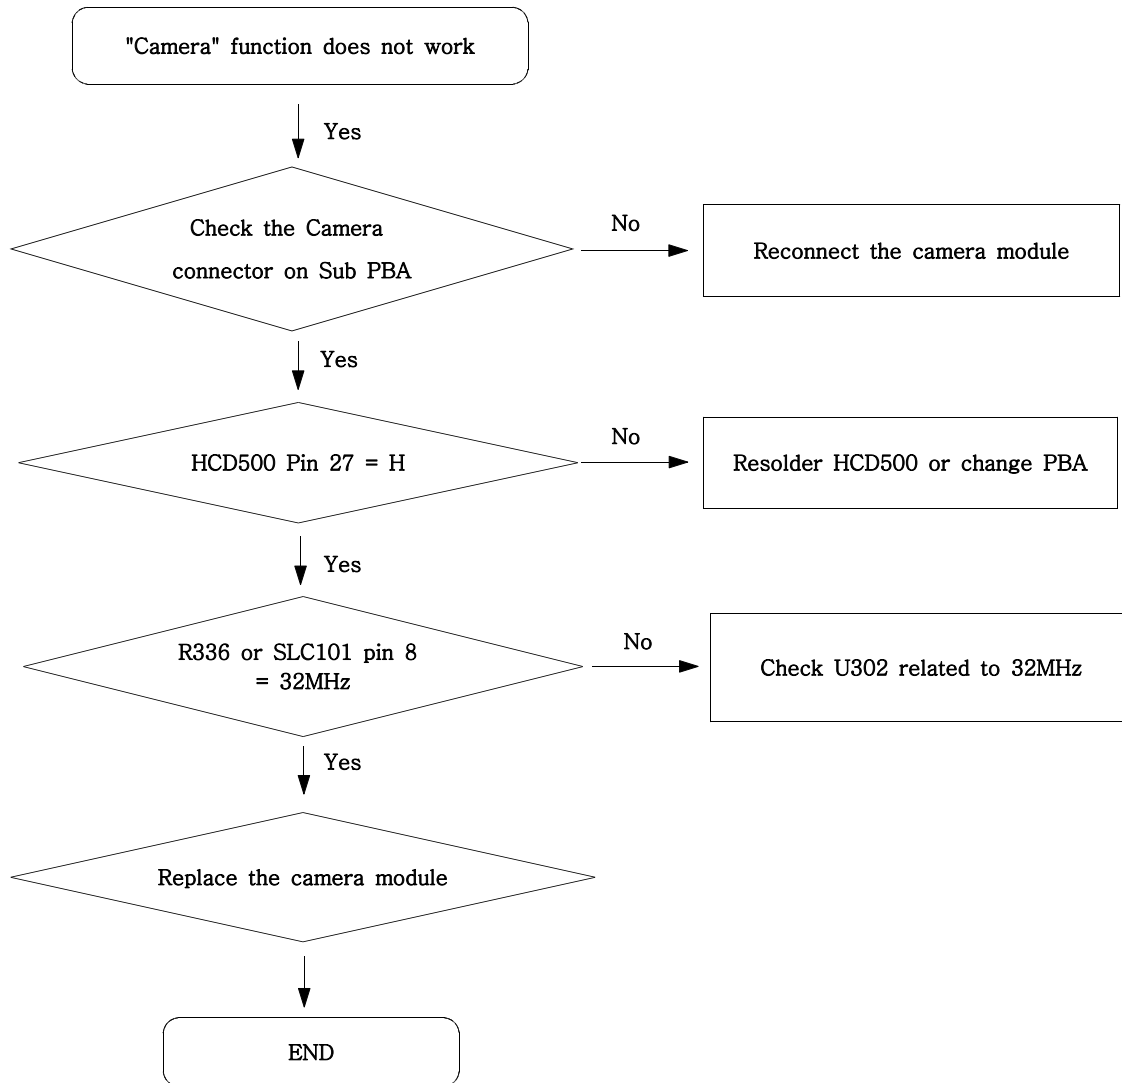 "Camera" function does not work
Yes
Check the Camera
connector on Sub PBA
No
Reconnect the camera module
Yes
HCD500 Pin 27 = H
No
Resolder HCD500 or change PBA
Yes
R336 or SLC101 pin 8
= 32MHz
No
Check U302 related to 32MHz
Yes
Replace the camera module
END